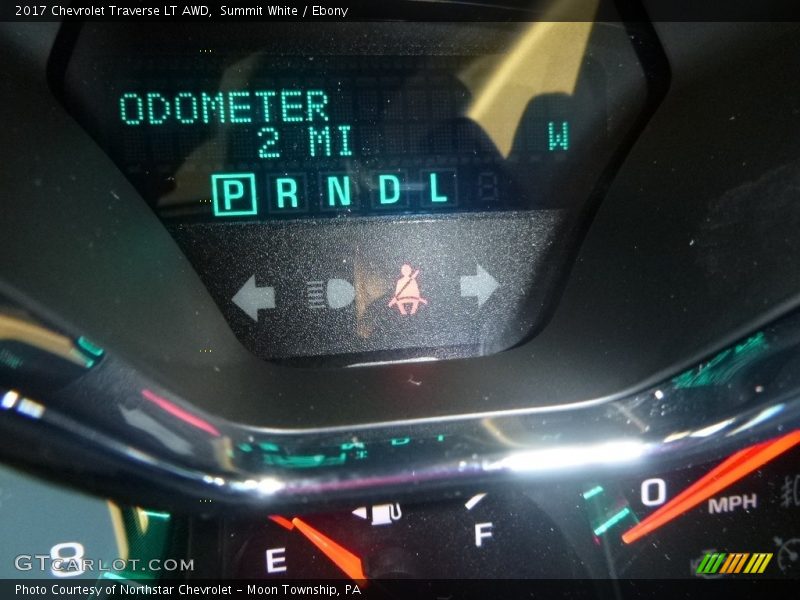 2017 Chevrolet Traverse LT AWD,  Summit White / Ebony
ODOMETER
2 MI W
P R N D L
0 MPH
E F
8
GTCARLOT.COM
Photo Courtesy of Northstar Chevrolet - Moon Township, PA